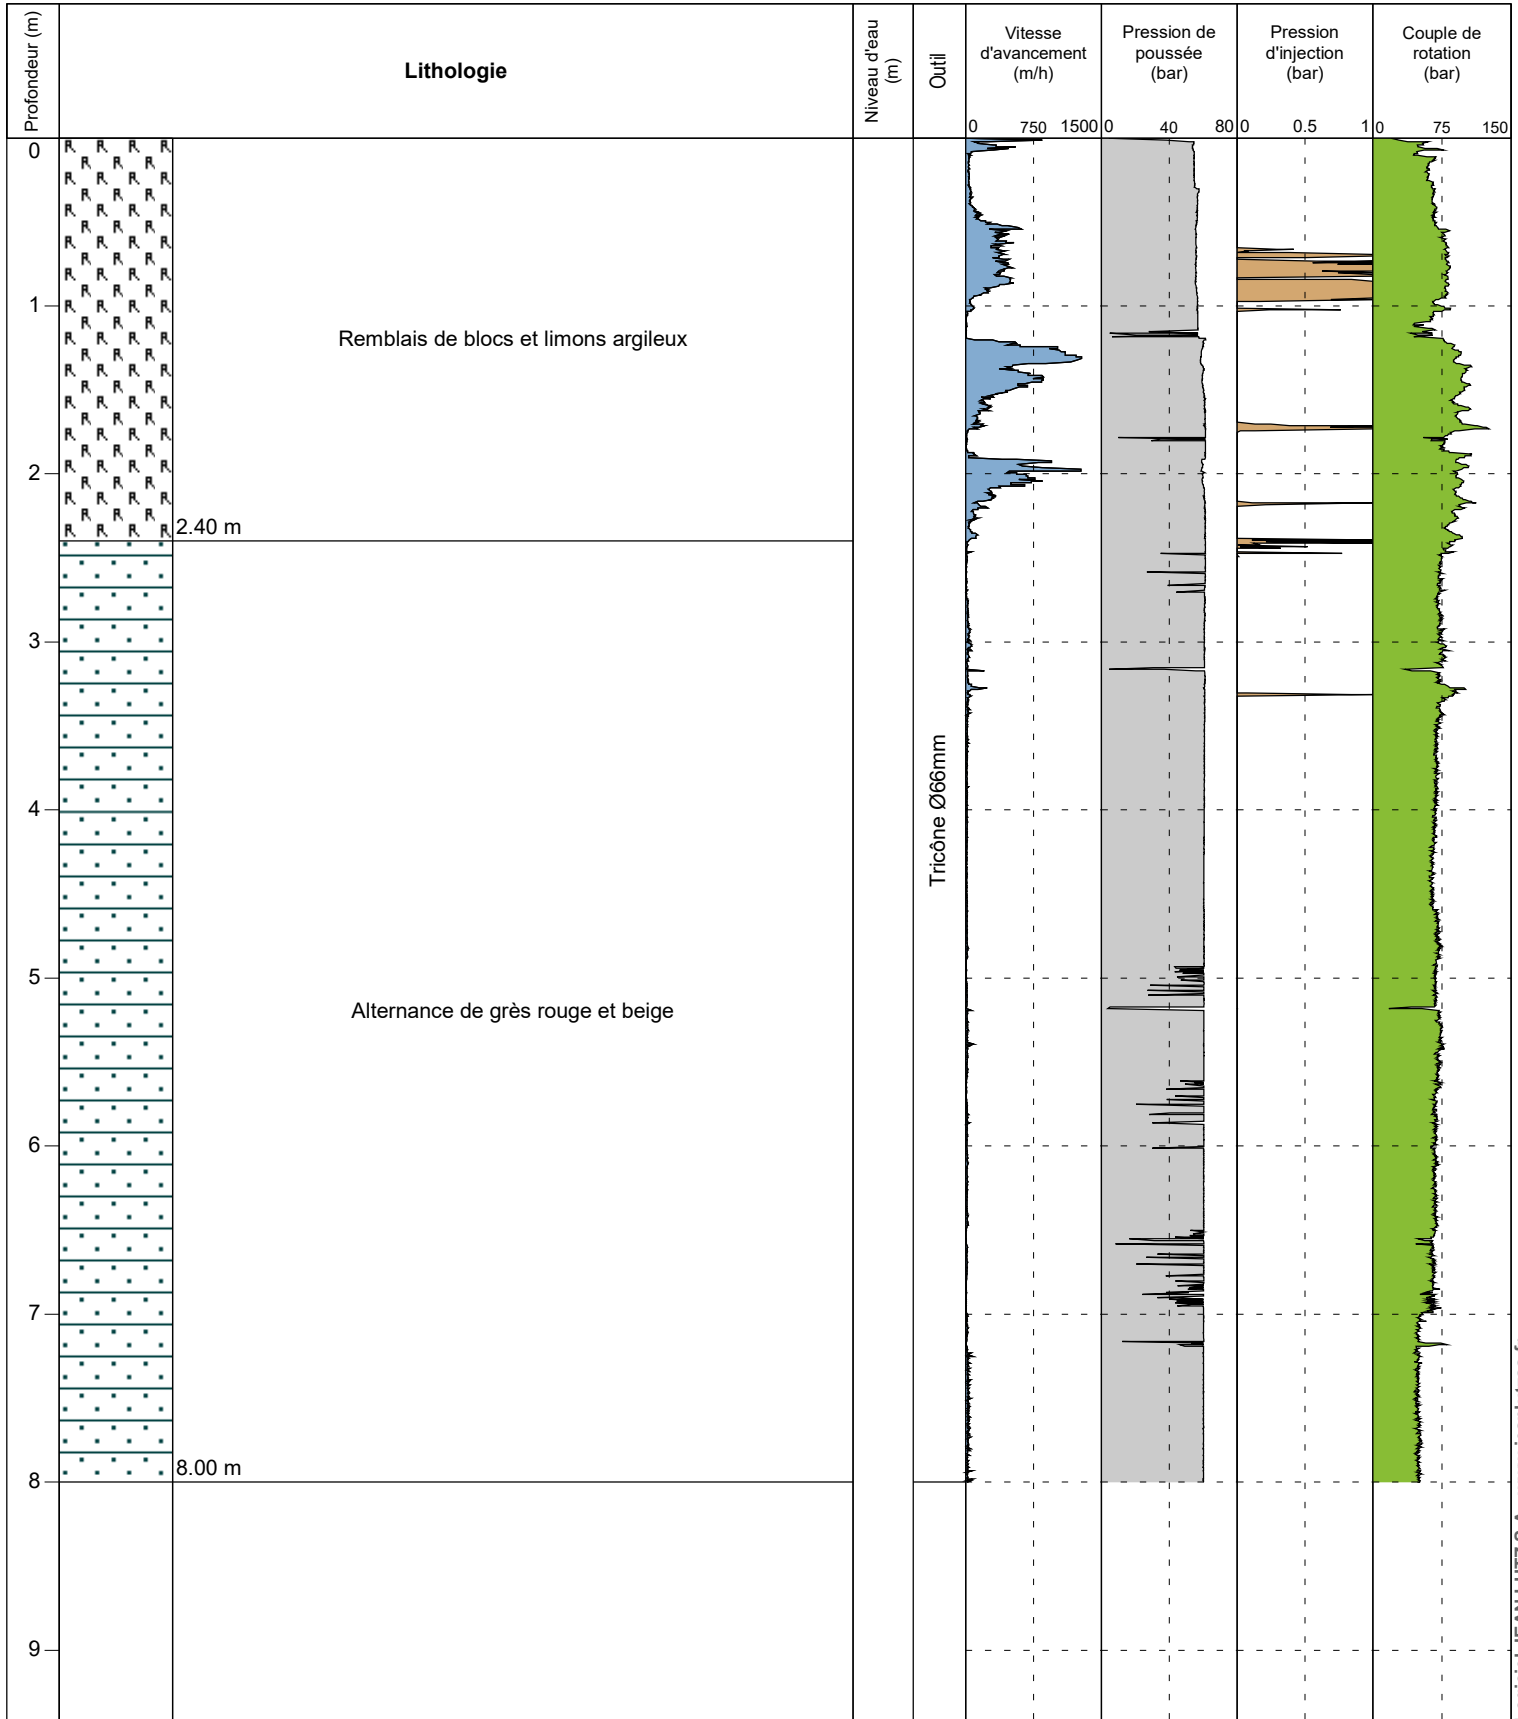 Profondeur (m)
Lithologie
Niveau d'eau
(m)
Outil
Vitesse
d'avancement
(m/h)
Pression de
poussée
(bar)
Pression
d'injection
(bar)
Couple de
rotation
(bar)
0 750 1500
0 40 80
0 0.5 1
0 75 150
0
1
Remblais de blocs et limons argileux
2
2.40 m
3
4
Tricône Ø66mm
5
Alternance de grès rouge et beige
6
7
8.00 m
8
9